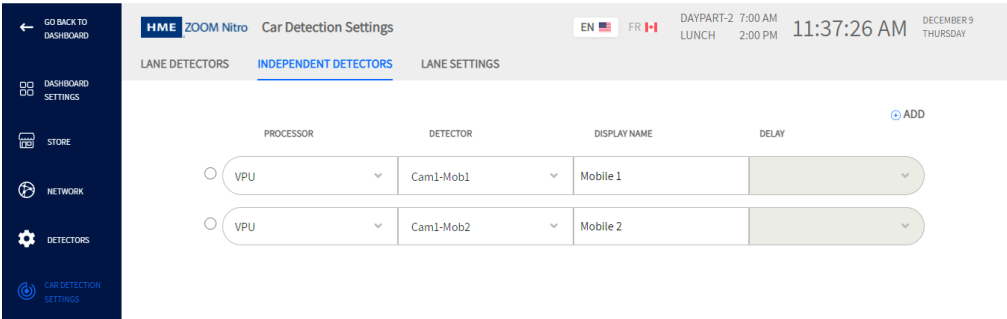 GO BACK TO
DASHBOARD
HME ZOOM Nitro Car Detection Settings
EN FR
DAYPART-2 7:00 AM
LUNCH 2:00 PM
11:37:26 AM
DECEMBER 9
THURSDAY
LANE DETECTORS INDEPENDENT DETECTORS LANE SETTINGS
DASHBOARD
SETTINGS
STORE
NETWORK
DETECTORS
CAR DETECTION
SETTINGS
ADD
PROCESSOR DETECTOR DISPLAY NAME DELAY
VPU Cam1-Mob1 Mobile 1
VPU Cam1-Mob2 Mobile 2